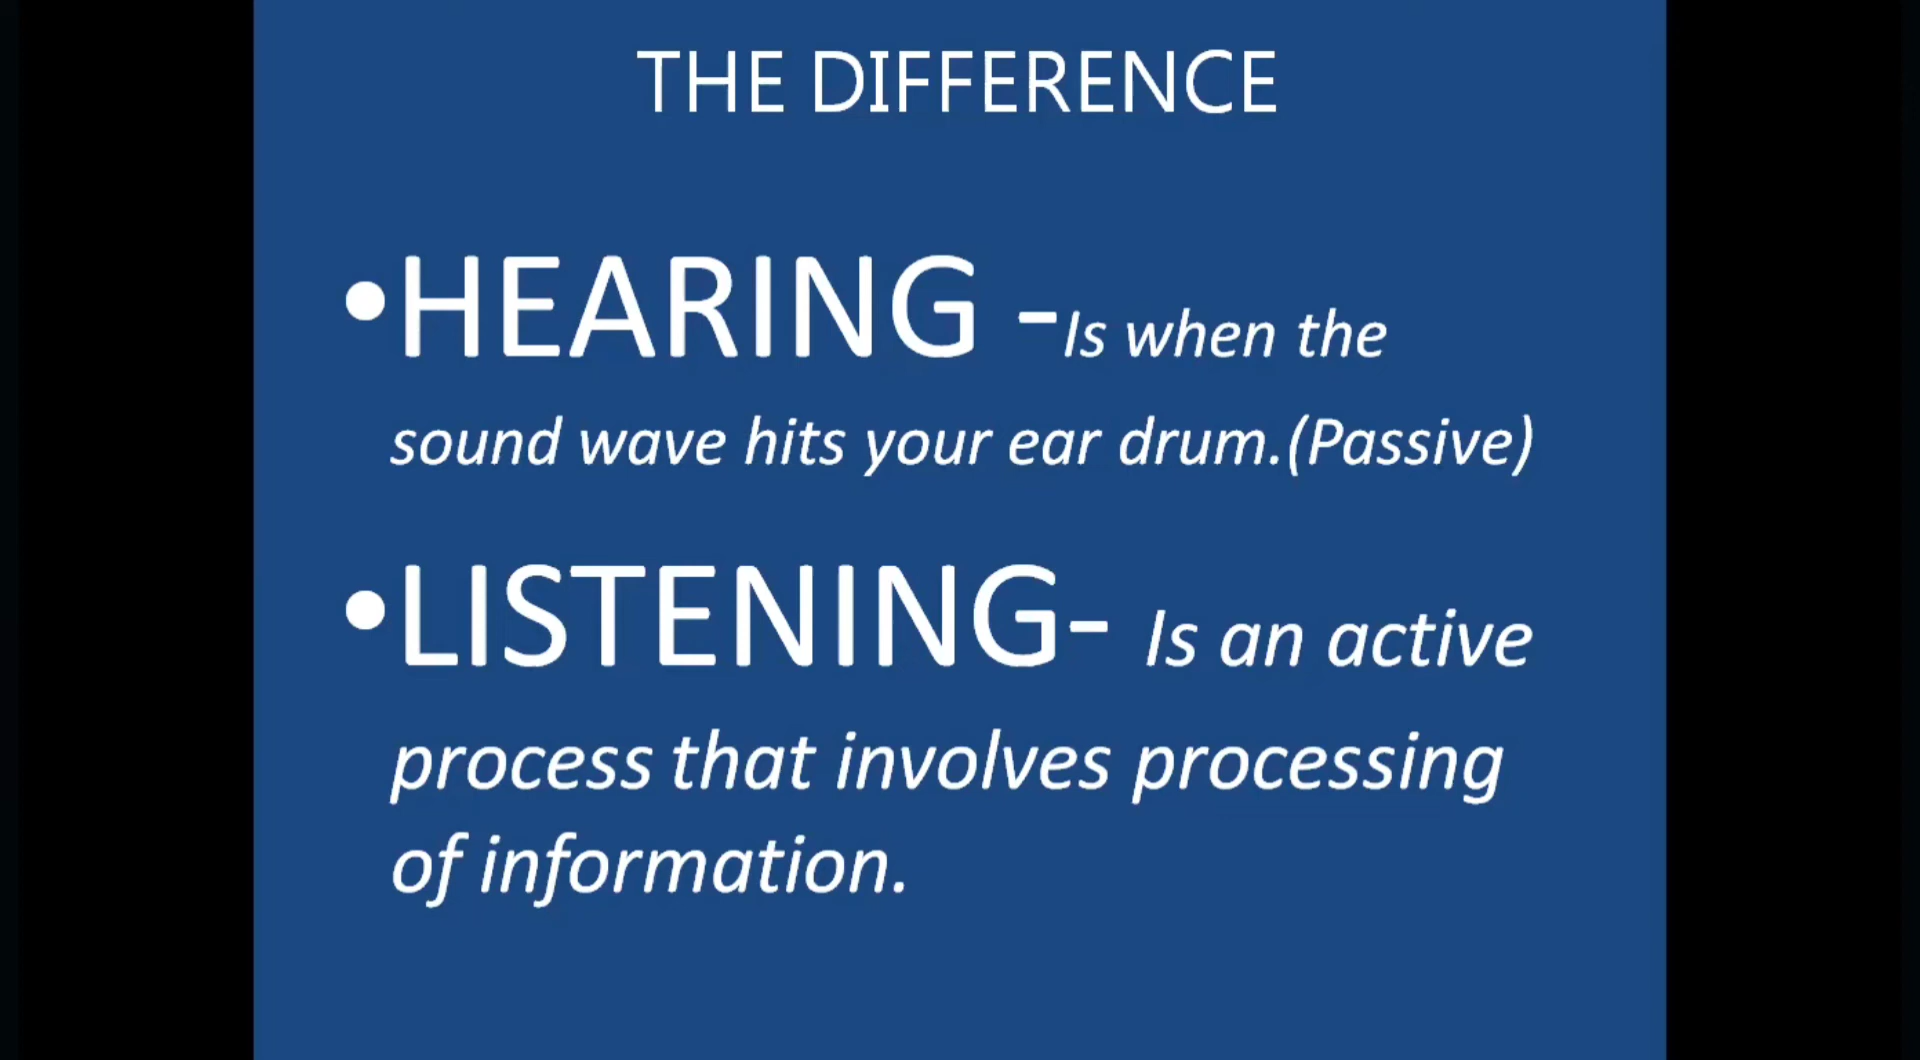 THE DIFFERENCE
•HEARING -Is when the
sound wave hits your ear drum.(Passive)
•LISTENING- Is an active
process that involves processing
of information.